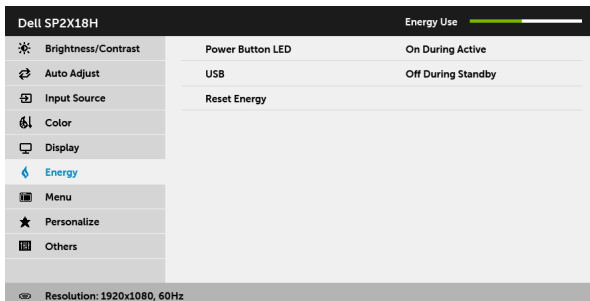 Dell SP2X18H Energy Use
Brightness/Contrast Power Button LED On During Active
Auto Adjust USB Off During Standby
Input Source Reset Energy
Color
Display
Energy
Menu
Personalize
Others
Resolution: 1920x1080, 60Hz